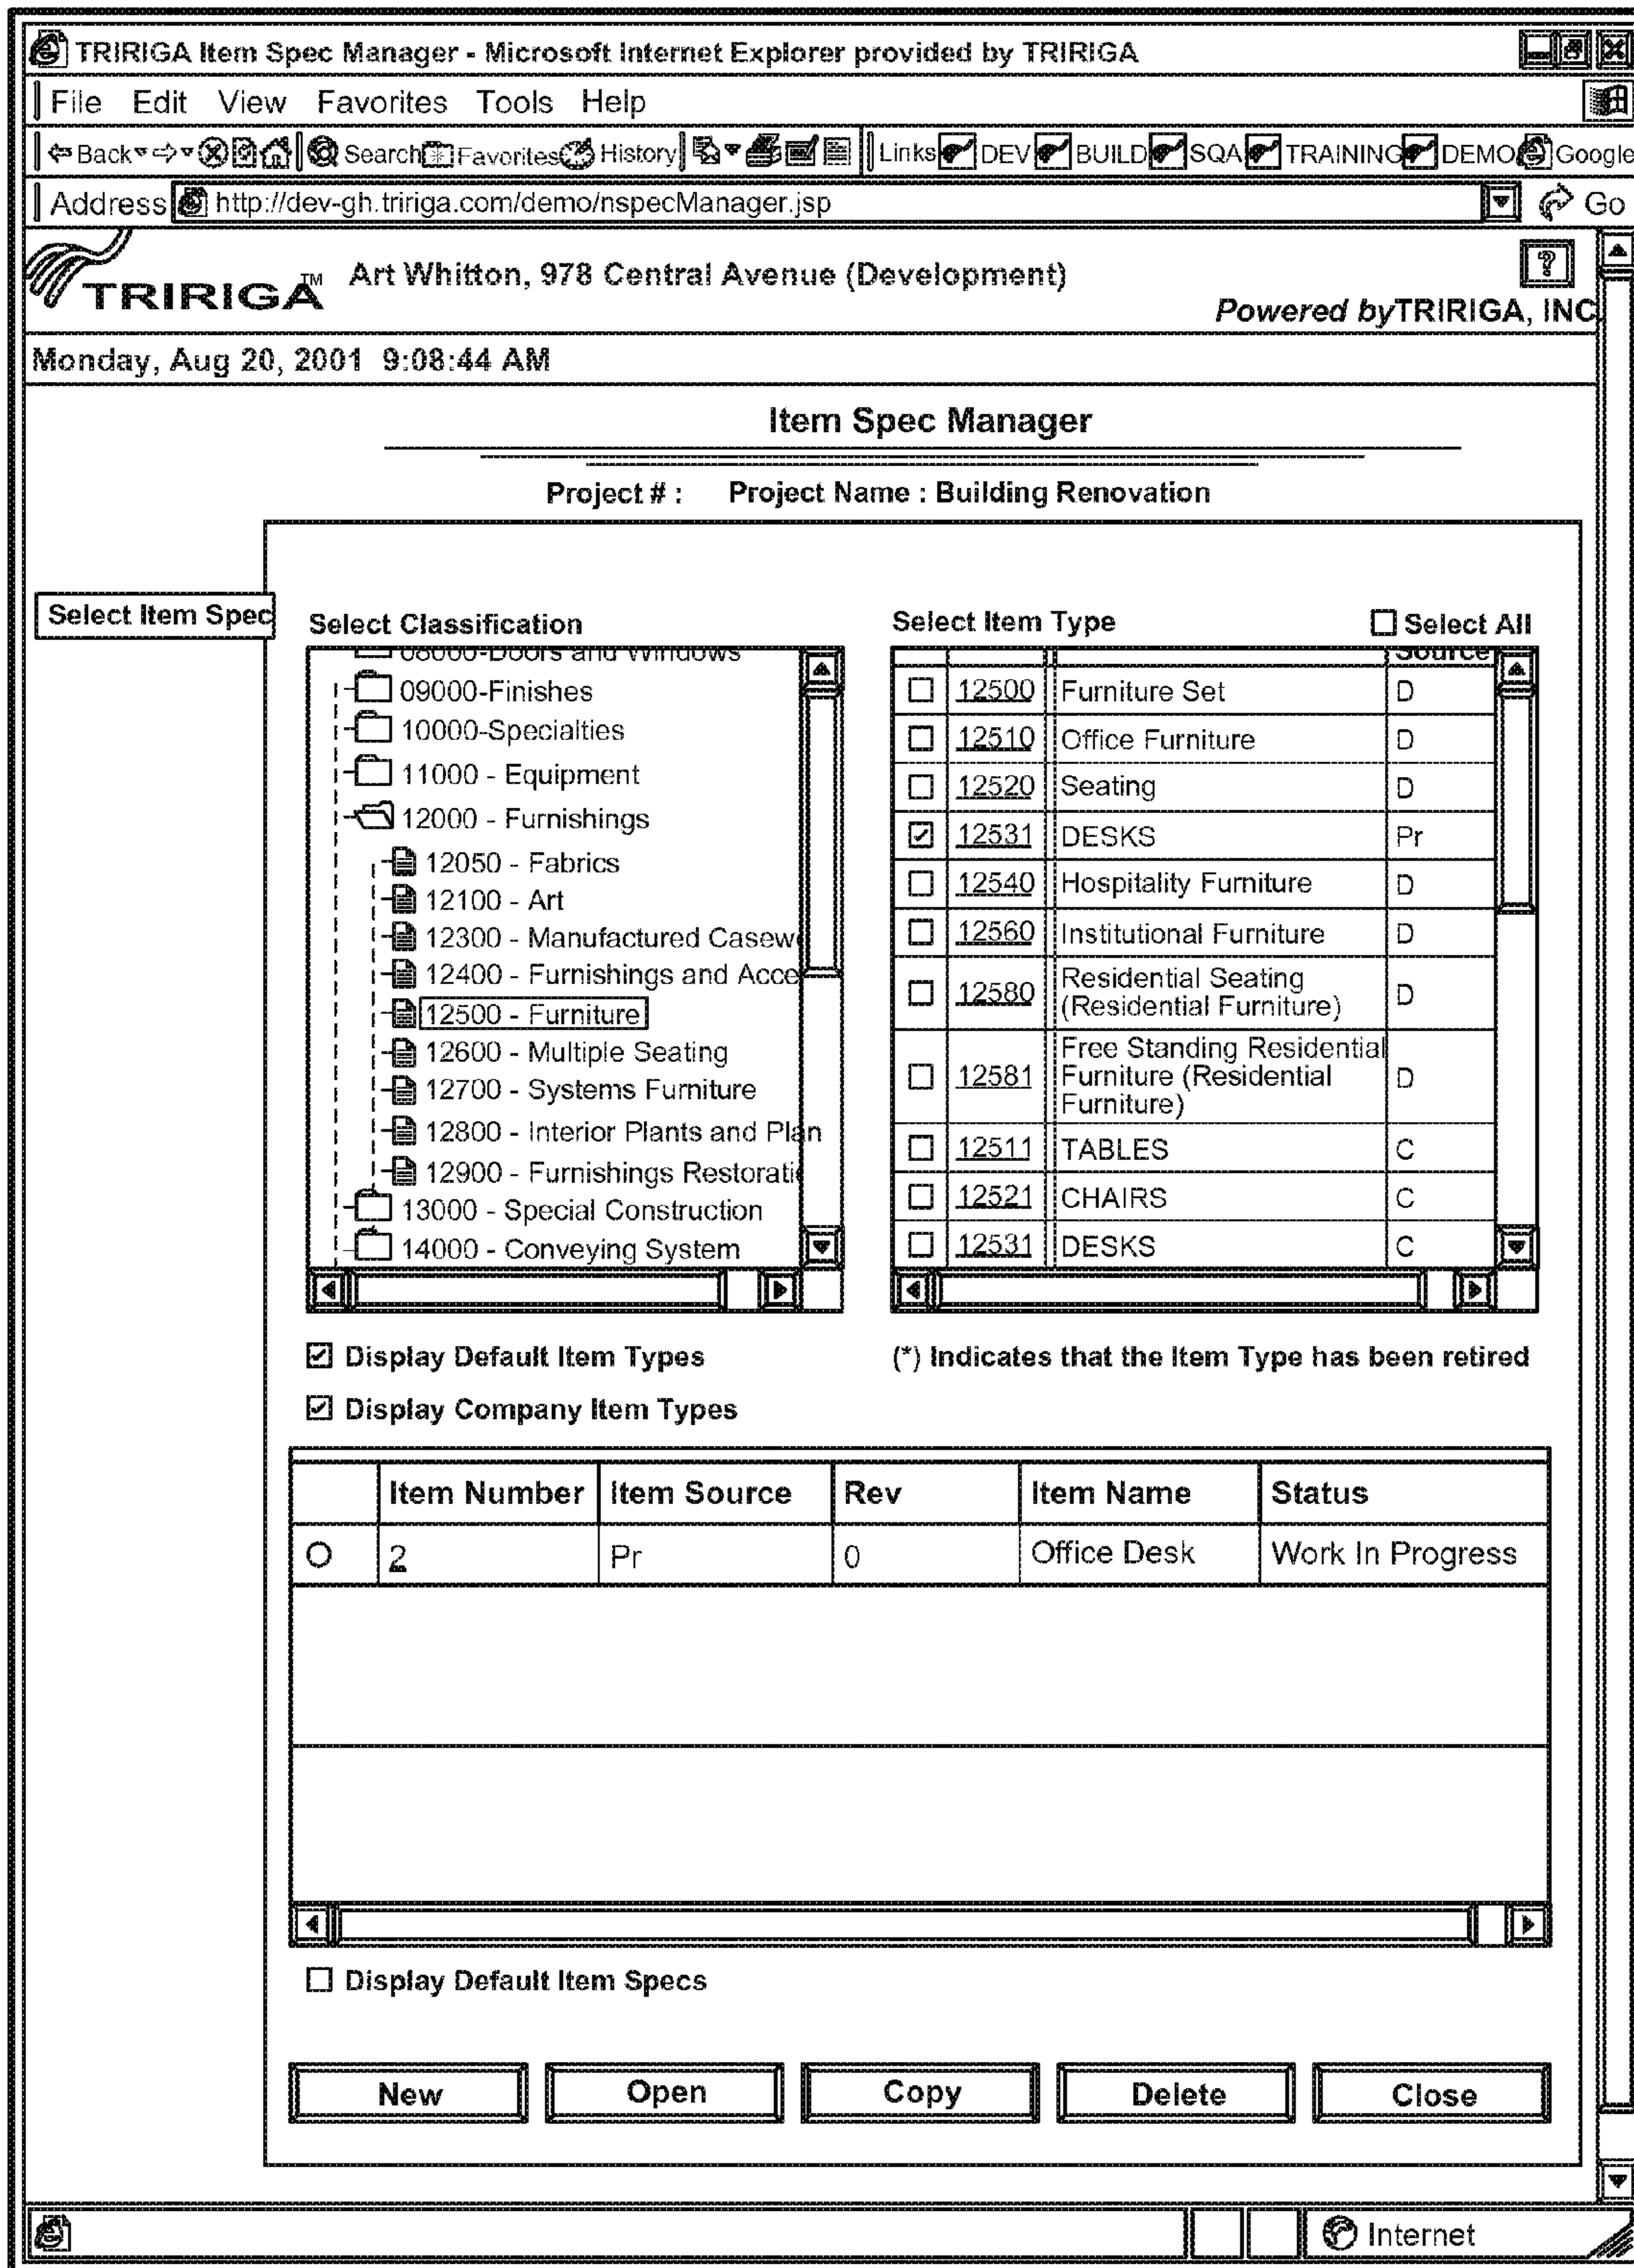 TRIRIGA Item Spec Manager - Microsoft Internet Explorer provided by TRIRIGA
File Edit View Favorites Tools Help
Back Search Favorites History Links DEV BUILD SQA TRAINING DEMO Google
Address http://dev-gh.tririga.com/demo/nspecManager.jsp Go
TRIRIGA™ Art Whitton, 978 Central Avenue (Development) ?
Powered by TRIRIGA, INC.
Monday, Aug 20, 2001 9:08:44 AM
Item Spec Manager
Project # : Project Name : Building Renovation
Select Item Spec
Select Classification
08000-Doors and Windows
09000-Finishes
10000-Specialties
11000 - Equipment
12000 - Furnishings
12050 - Fabrics
12100 - Art
12300 - Manufactured Casew
12400 - Furnishings and Acce
12500 - Furniture
12600 - Multiple Seating
12700 - Systems Furniture
12800 - Interior Plants and Plan
12900 - Furnishings Restorati
13000 - Special Construction
14000 - Conveying System
Select Item Type Select All
Source
12500 Furniture Set D
12510 Office Furniture D
12520 Seating D
12531 DESKS Pr
12540 Hospitality Furniture D
12560 Institutional Furniture D
12580 Residential Seating (Residential Furniture) D
12581 Free Standing Residential Furniture (Residential Furniture) D
12511 TABLES C
12521 CHAIRS C
12531 DESKS C
Display Default Item Types (*) Indicates that the Item Type has been retired
Display Company Item Types
Item Number Item Source Rev Item Name Status
2 Pr 0 Office Desk Work In Progress
Display Default Item Specs
New Open Copy Delete Close
Internet